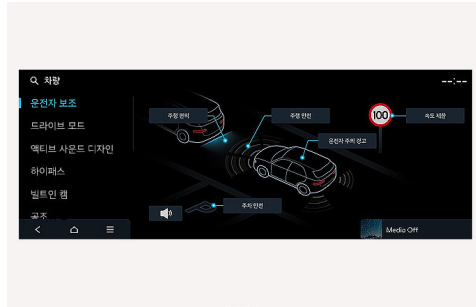 차량
--:--
운전자 보조
드라이브 모드
액티브 사운드 디자인
하이패스
빌트인 캠
공조
주행 편의
주행 안전
100
속도 제한
운전자 주의 경고
주차 안전
Media Off